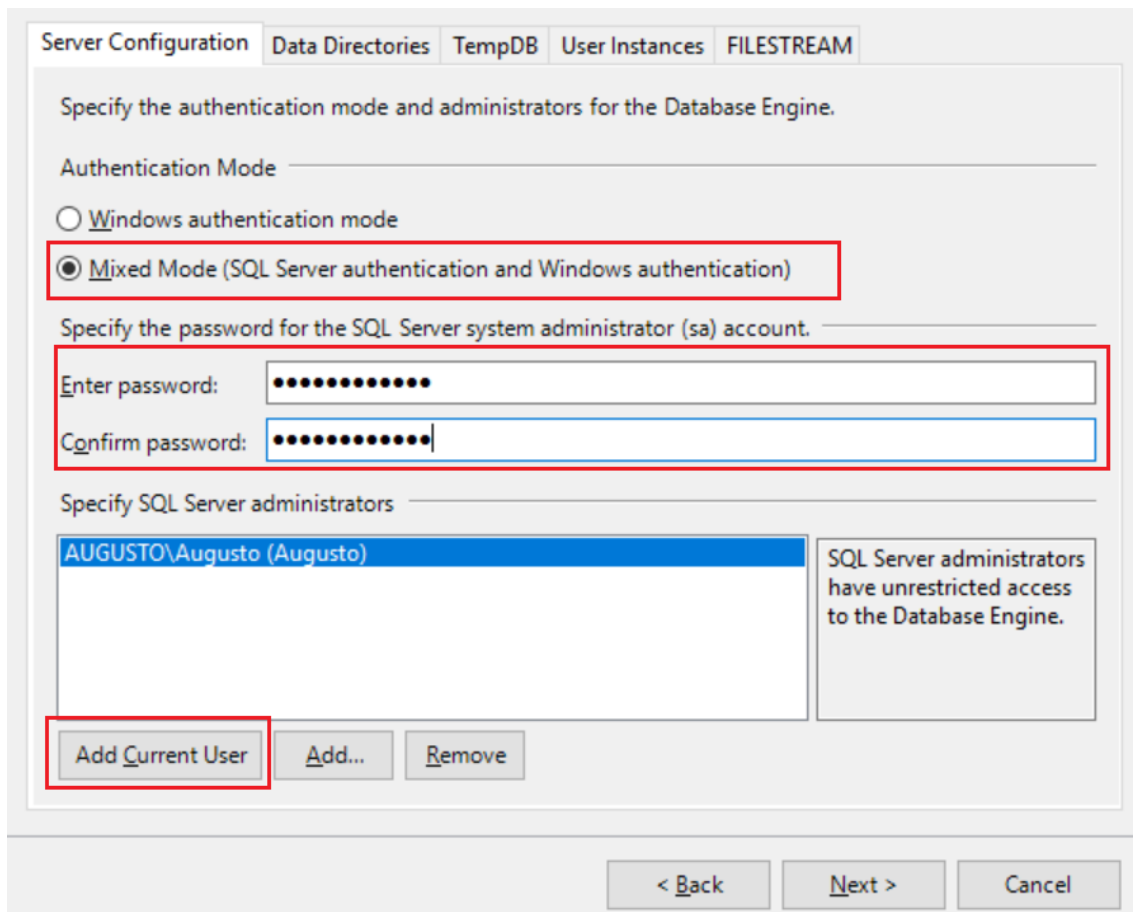 Server Configuration Data Directories TempDB User Instances FILESTREAM
Specify the authentication mode and administrators for the Database Engine.
Authentication Mode
Windows authentication mode
Mixed Mode (SQL Server authentication and Windows authentication)
Specify the password for the SQL Server system administrator (sa) account.
Enter password: ●●●●●●●●●●●●
Confirm password: ●●●●●●●●●●●●
Specify SQL Server administrators
AUGUSTO\Augusto (Augusto)
SQL Server administrators
have unrestricted access
to the Database Engine.
Add Current User Add... Remove
< Back Next > Cancel